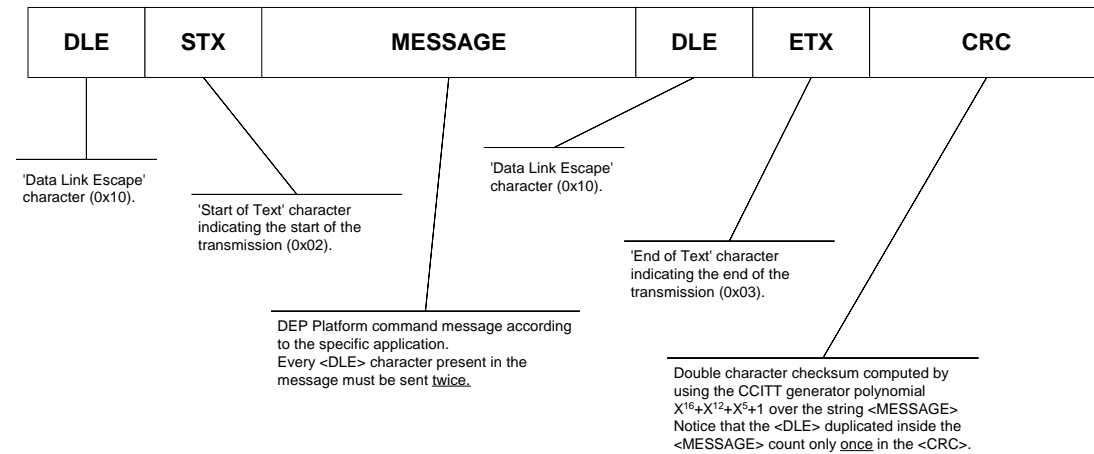 DLE STX MESSAGE DLE ETX CRC
'Data Link Escape'
character (0x10).
'Start of Text' character
indicating the start of the
transmission (0x02).
DEP Platform command message according
to the specific application.
Every <DLE> character present in the
message must be sent twice.
'Data Link Escape'
character (0x10).
'End of Text' character
indicating the end of the
transmission (0x03).
Double character checksum computed by
using the CCITT generator polynomial
X¹⁶+X¹²+X⁵+1 over the string <MESSAGE>
Notice that the <DLE> duplicated inside the
<MESSAGE> count only once in the <CRC>.